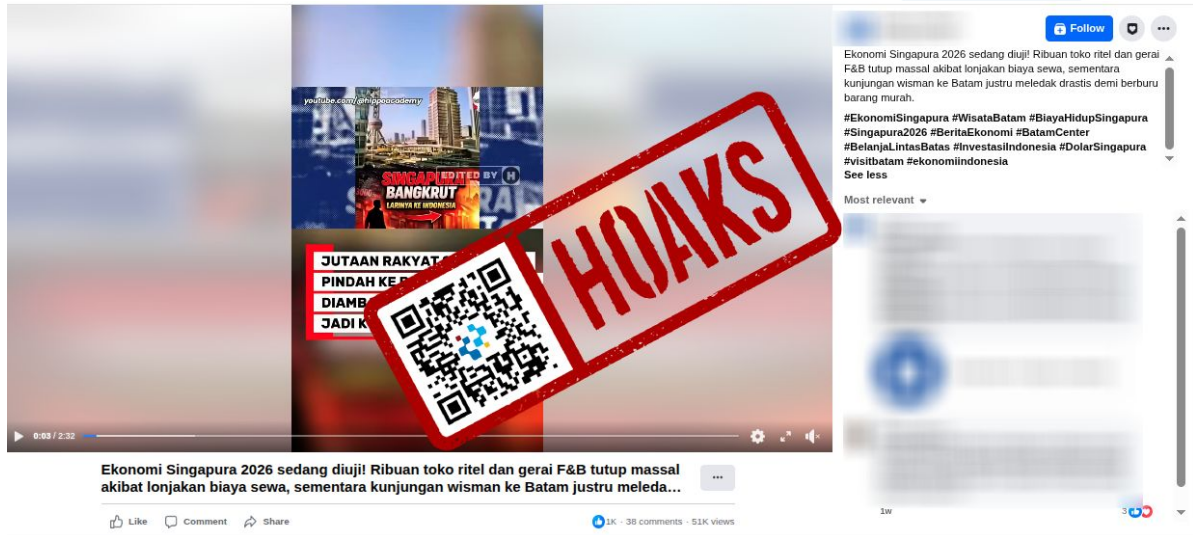 youtube.com/@hippoacademy
EDITED BY H
SINGAPURA
BANGKRUT
LARINYA KE INDONESIA
JUTAAN RAKYAT
PINDAH KE
JADI
HOAKS
0:03 / 2:32
Ekonomi Singapura 2026 sedang diuji! Ribuan toko ritel dan gerai F&B tutup massal
akibat lonjakan biaya sewa, sementara kunjungan wisman ke Batam justru meleda...
Like
Comment
Share
1K · 38 comments · 51K views
Follow
Ekonomi Singapura 2026 sedang diuji! Ribuan toko ritel dan gerai
F&B tutup massal akibat lonjakan biaya sewa, sementara
kunjungan wisman ke Batam justru meledak drastis demi berburu
barang murah.
#EkonomiSingapura #WisataBatam #BiayaHidupSingapura
#Singapura2026 #BeritaEkonomi #BatamCenter
#BelanjaLintasBatas #InvestasiIndonesia #DolarSingapura
#visitbatam #ekonomiindonesia
See less
Most relevant
1w
3